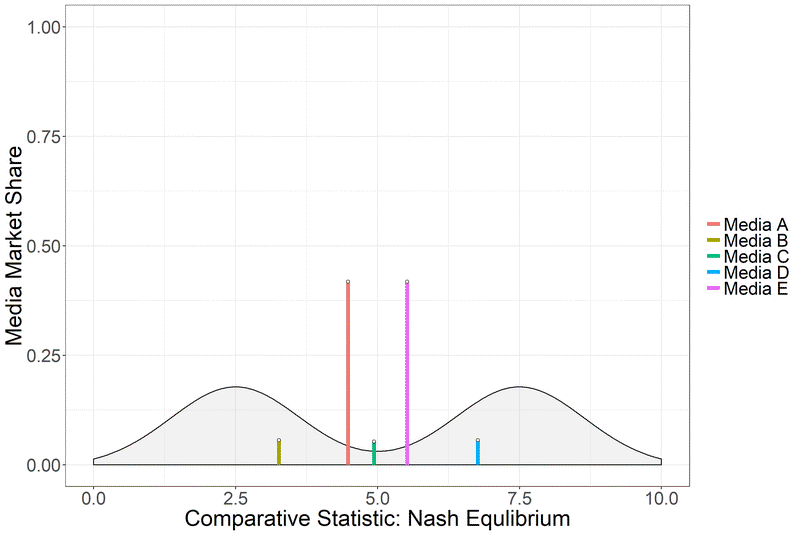 1.00
0.75
0.50
0.25
0.00
Media Market Share
0.0 2.5 5.0 7.5 10.0
Comparative Statistic: Nash Equlibrium
Media A
Media B
Media C
Media D
Media E